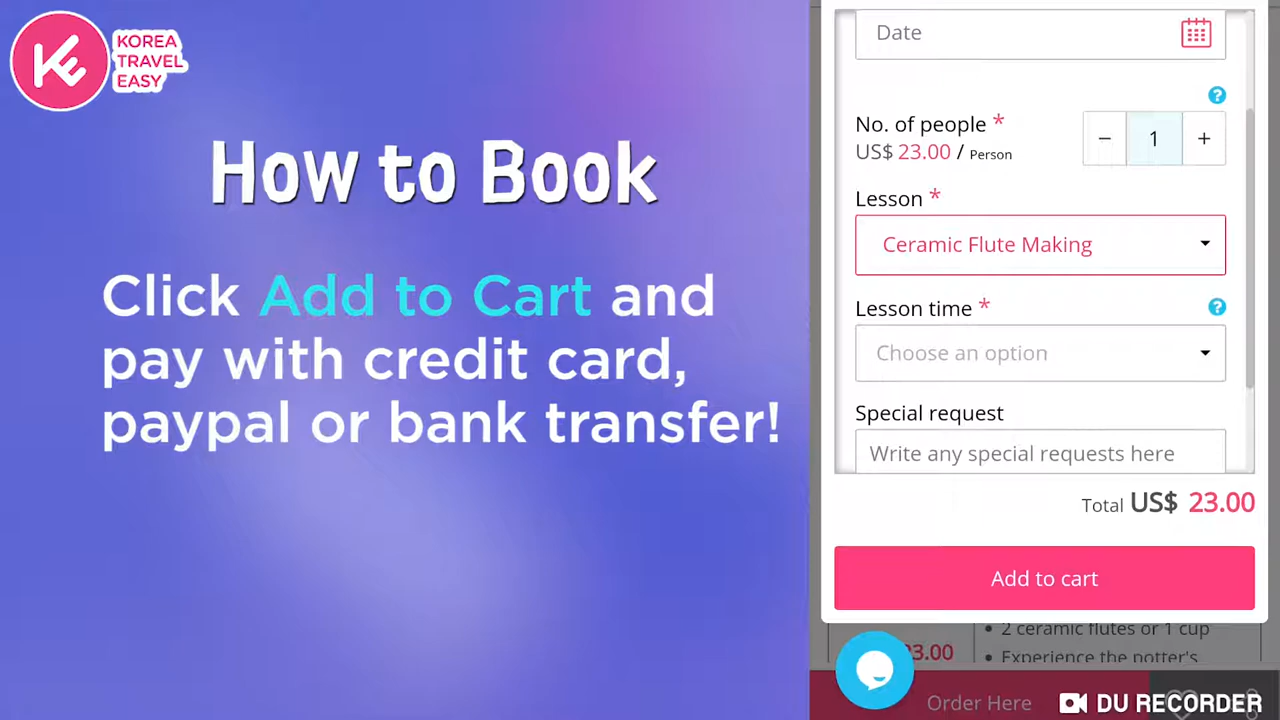 KOREA
TRAVEL
EASY
How to Book
Click Add to Cart and
pay with credit card,
paypal or bank transfer!
Date
?
No. of people *
US$ 23.00 / Person
− 1 +
Lesson *
Ceramic Flute Making
Lesson time *
?
Choose an option
Special request
Write any special requests here
Total US$ 23.00
Add to cart
• 2 ceramic flutes or 1 cup
23.00
• Experience the potter's
Order Here
DU RECORDER